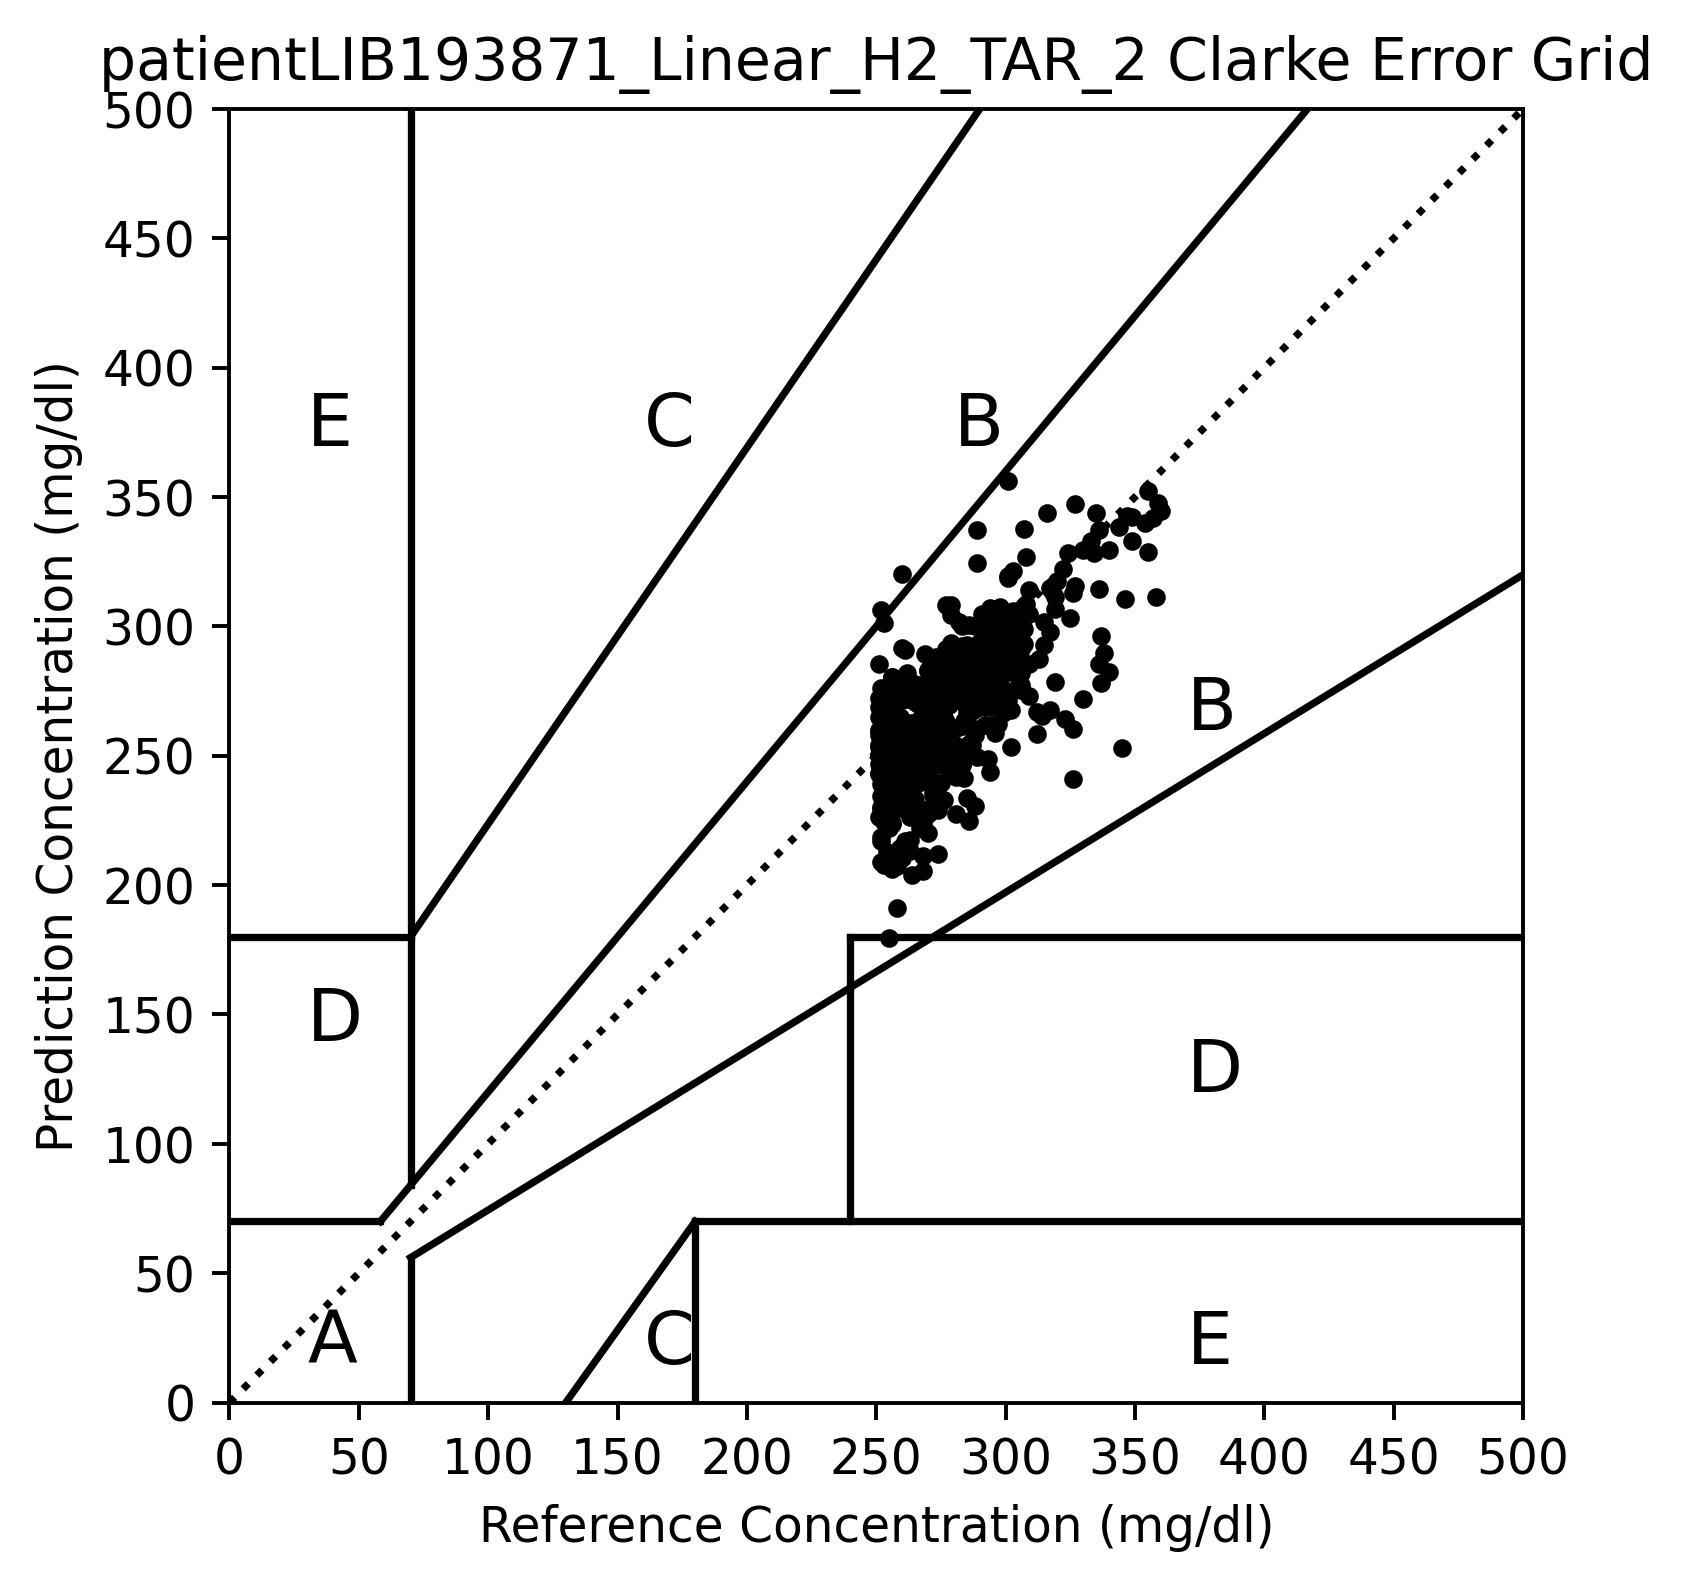 patientLIB193871_Linear_H2_TAR_2 Clarke Error Grid
500
450
400
350
300
250
200
150
100
50
0
Prediction Concentration (mg/dl)
E
C
B
B
D
D
A
C
E
0 50 100 150 200 250 300 350 400 450 500
Reference Concentration (mg/dl)